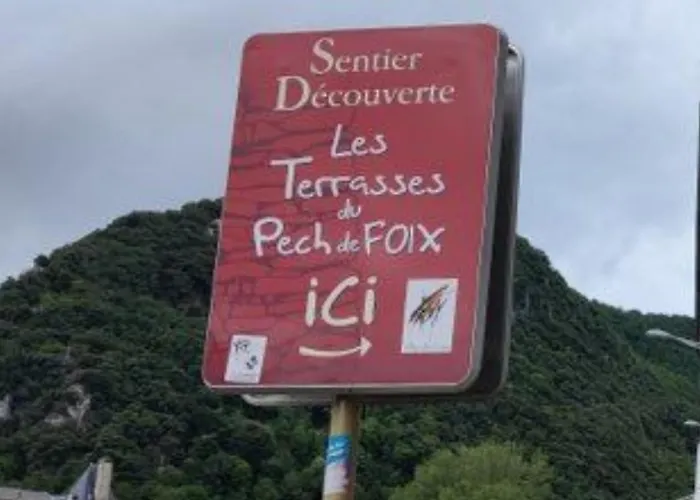 Sentier
Découverte
Les
Terrasses
du
Pech de FOIX
iCi